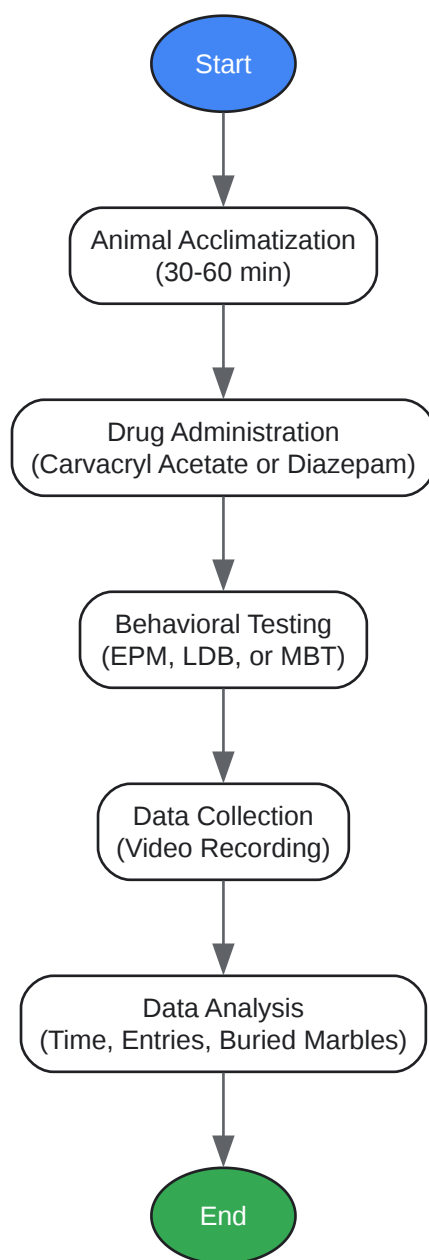 Start
Animal Acclimatization
(30-60 min)
Drug Administration
(Carvacryl Acetate or Diazepam)
Behavioral Testing
(EPM, LDB, or MBT)
Data Collection
(Video Recording)
Data Analysis
(Time, Entries, Buried Marbles)
End